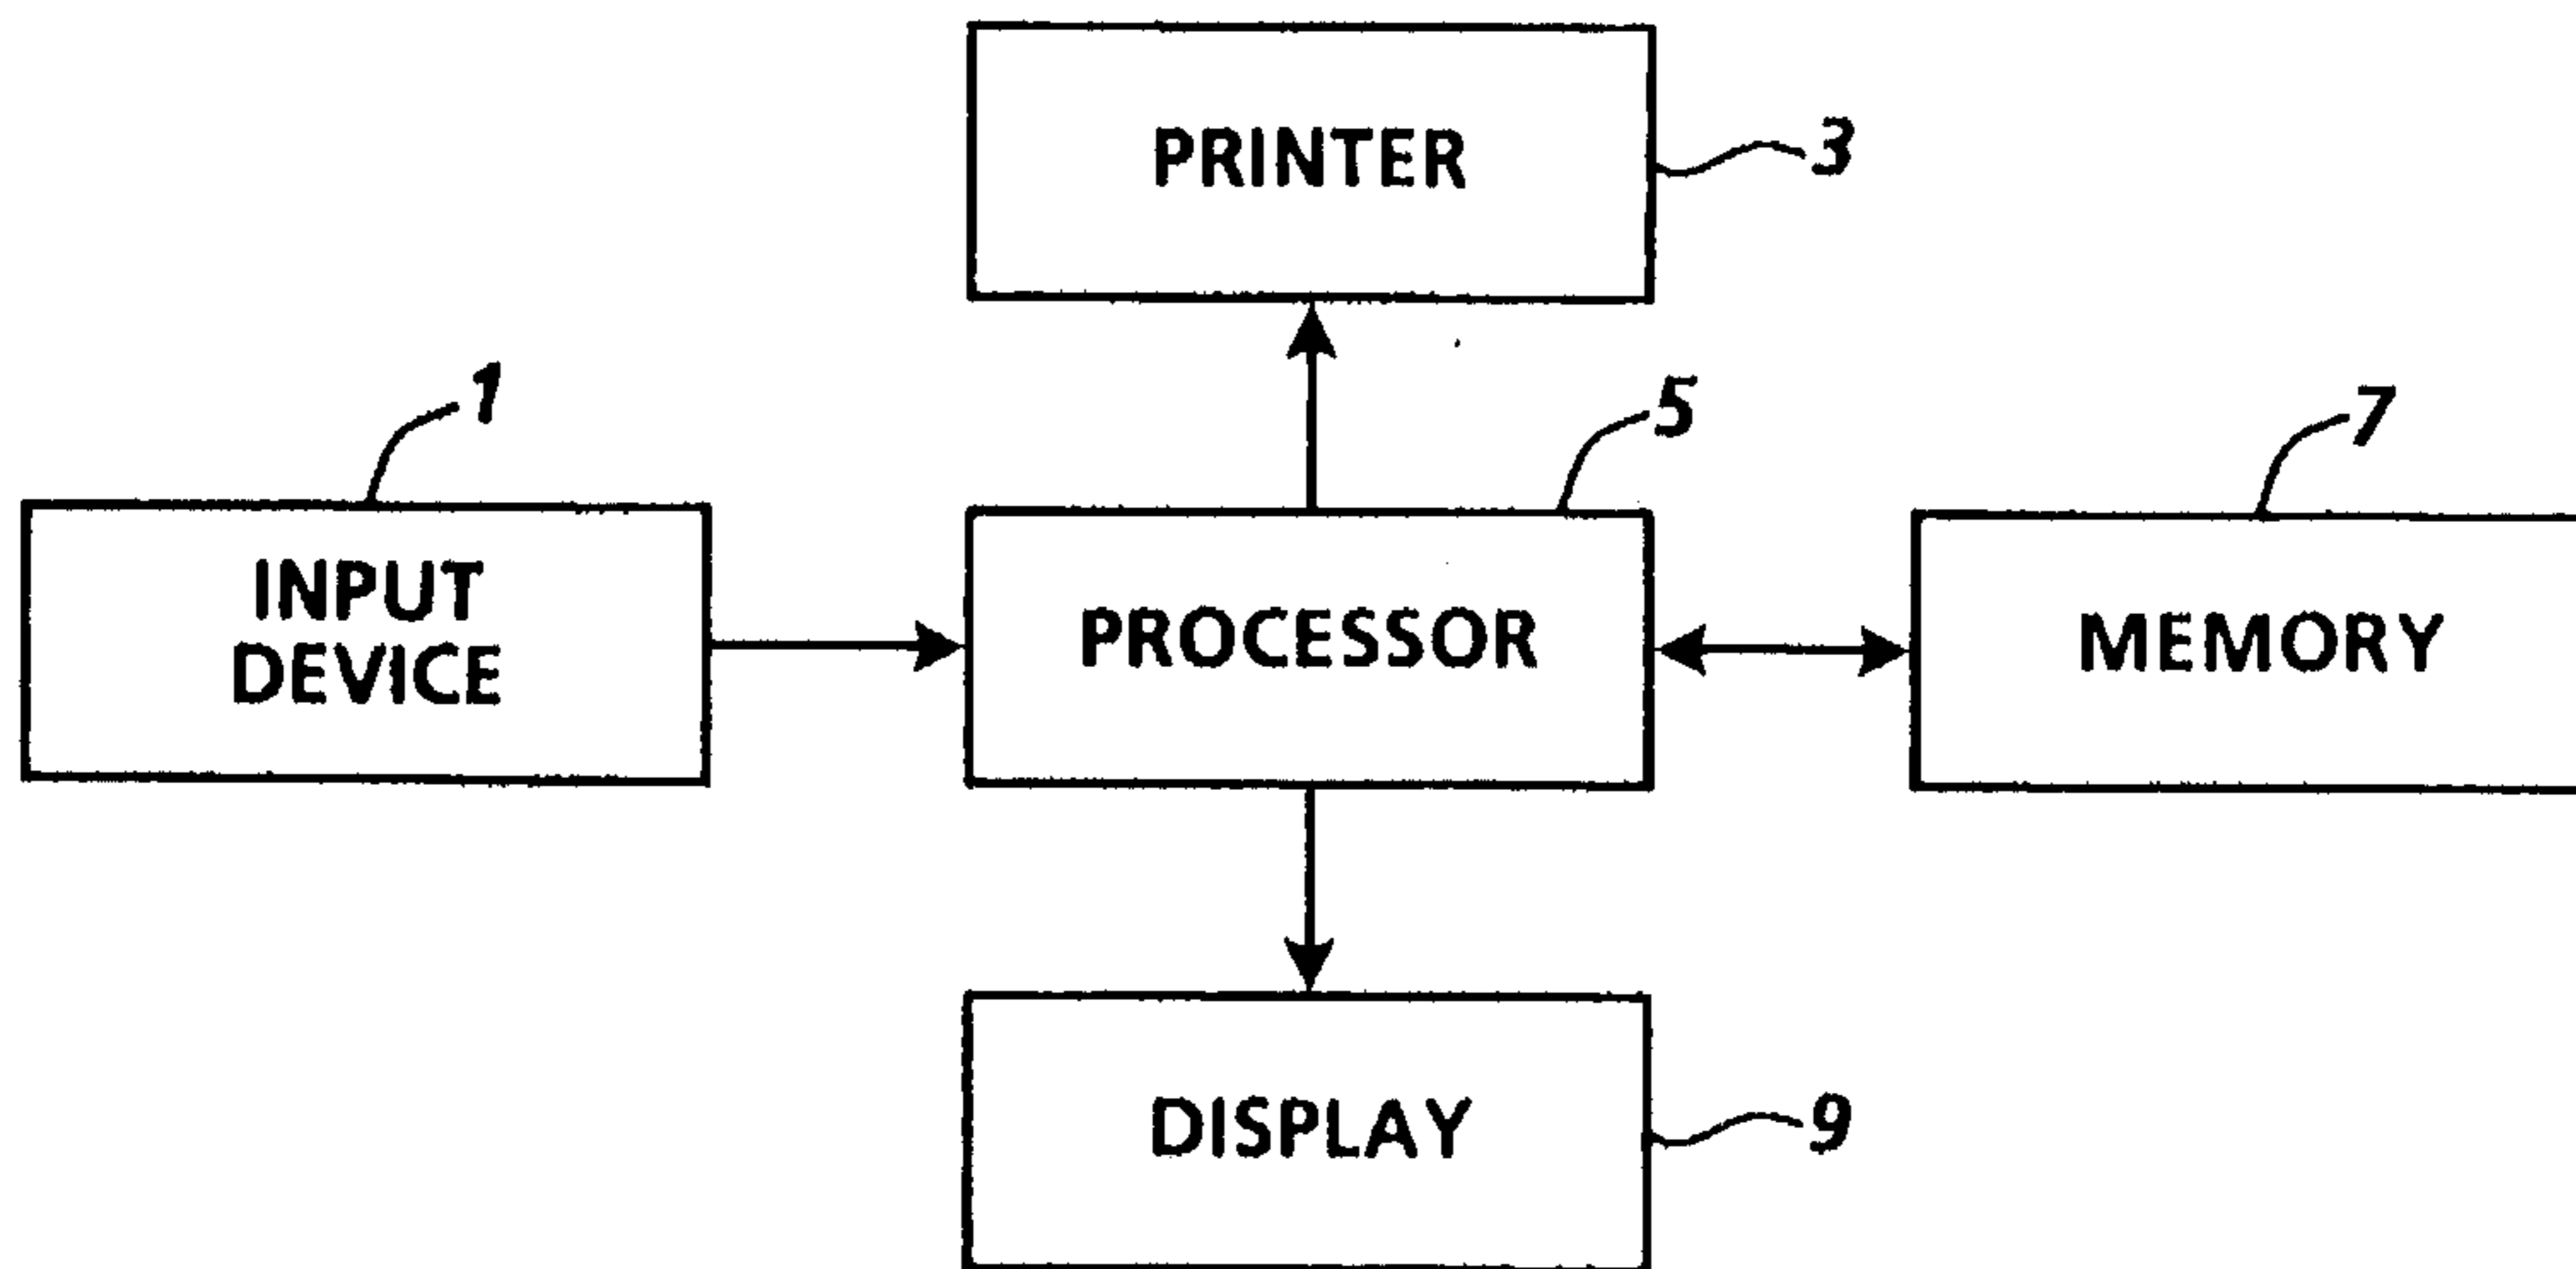 PRINTER
3
1
5
7
INPUT
DEVICE
PROCESSOR
MEMORY
DISPLAY
9